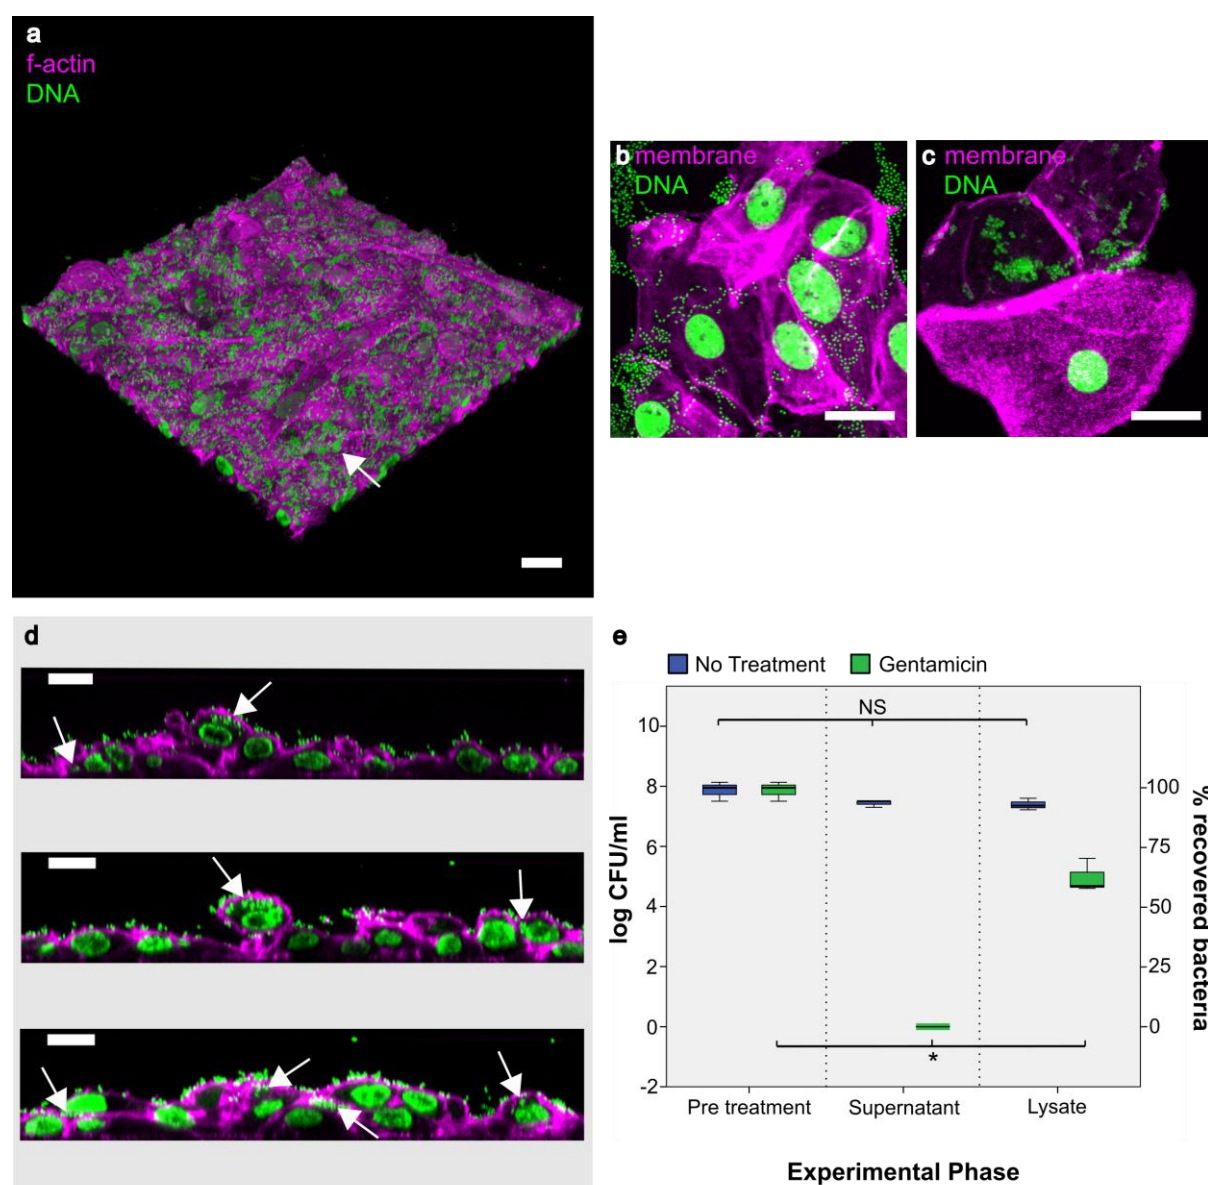 a
f-actin
DNA
b membrane
DNA
c membrane
DNA
d
e
No Treatment Gentamicin
NS
10
8
6
4
2
0
-2
log CFU/ml
100
75
50
25
0
% recovered bacteria
*
Pre treatment Supernatant Lysate
Experimental Phase